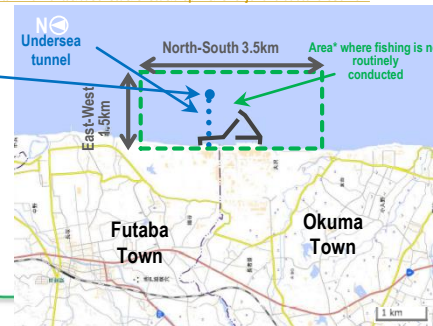 N
Undersea
tunnel
North-South 3.5km
Area* where fishing is n
routinely
conducted
East-West
1.5km
Futaba
Town
Okuma
Town
1 km